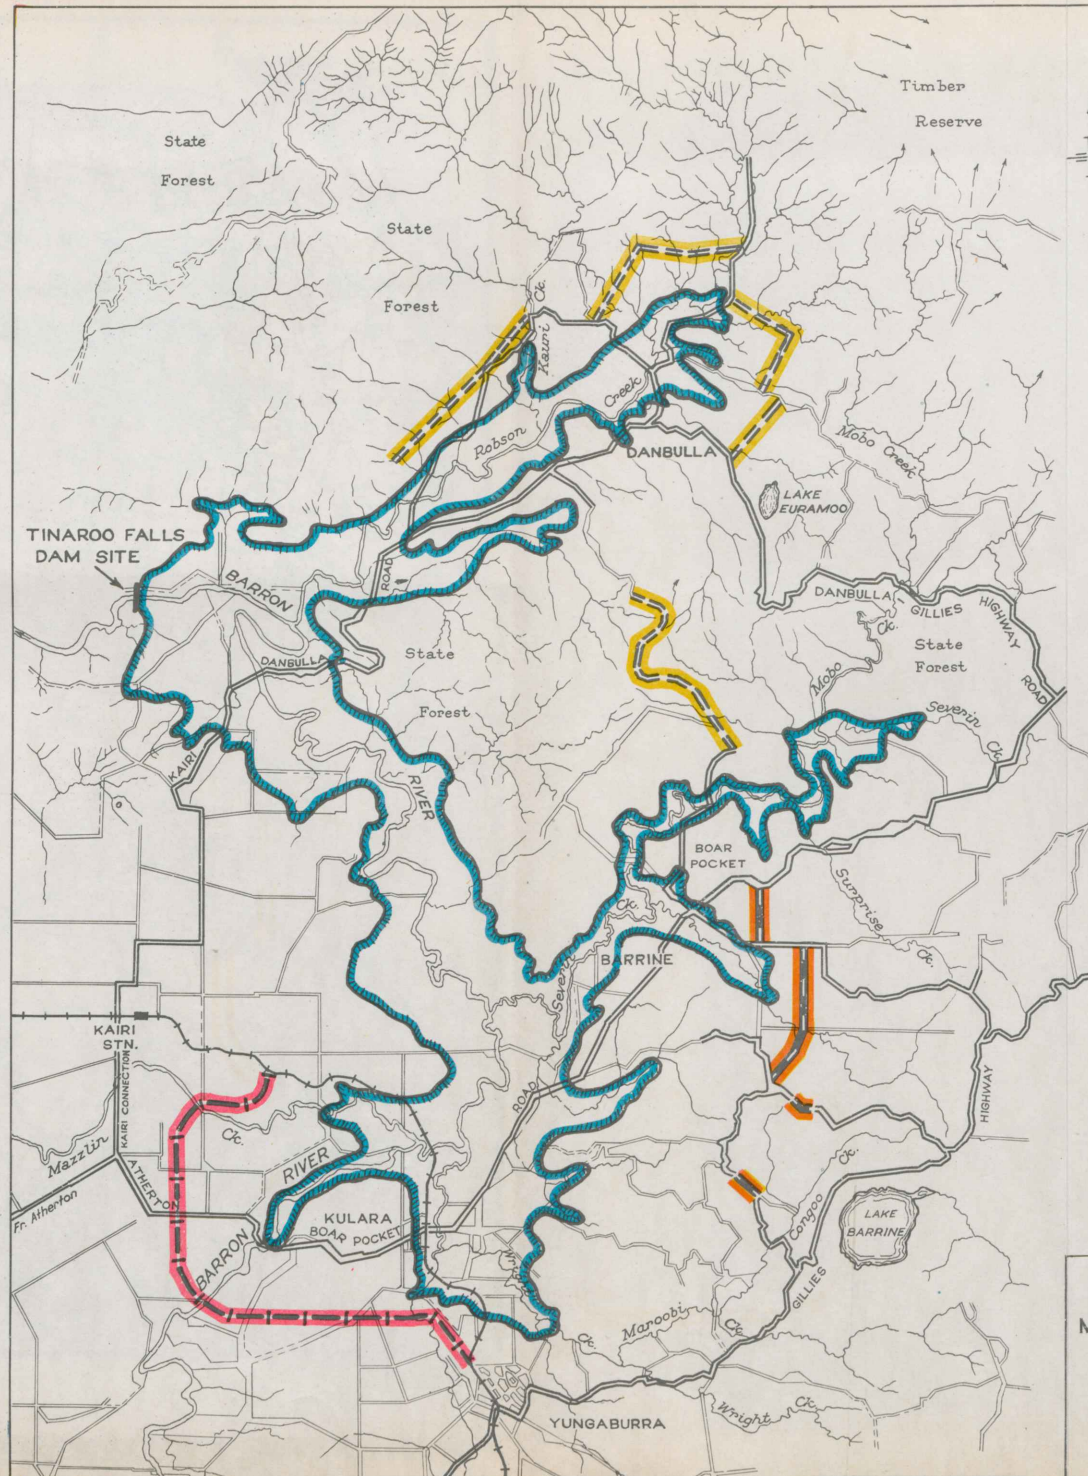 Timber
Reserve
State
Forest
State
Forest
Kauri Ck.
Robson Creek
DANBULLA
Mobo Creek
LAKE
EURAMOO
TINAROO FALLS
DAM SITE
BARRON
ROAD
DANBULLA
DANBULLA - GILLIES HIGHWAY ROAD
State
Forest
State
Forest
Mobo Ck.
Severin Ck.
KAIRI
RIVER
BOAR
POCKET
Surprise Ck.
Severin Ck.
BARRINE
KAIRI
STN.
KAIRI CONNECTION
ROAD
HIGHWAY
Mazzlin Ck.
ATHERTON
Fr. Atherton
RIVER
BARRON
KULARA
BOAR POCKET
Congoo Ck.
LAKE
BARRINE
GILLIES
Maroobi Ck.
Ck.
Wright Ck.
YUNGABURRA
M